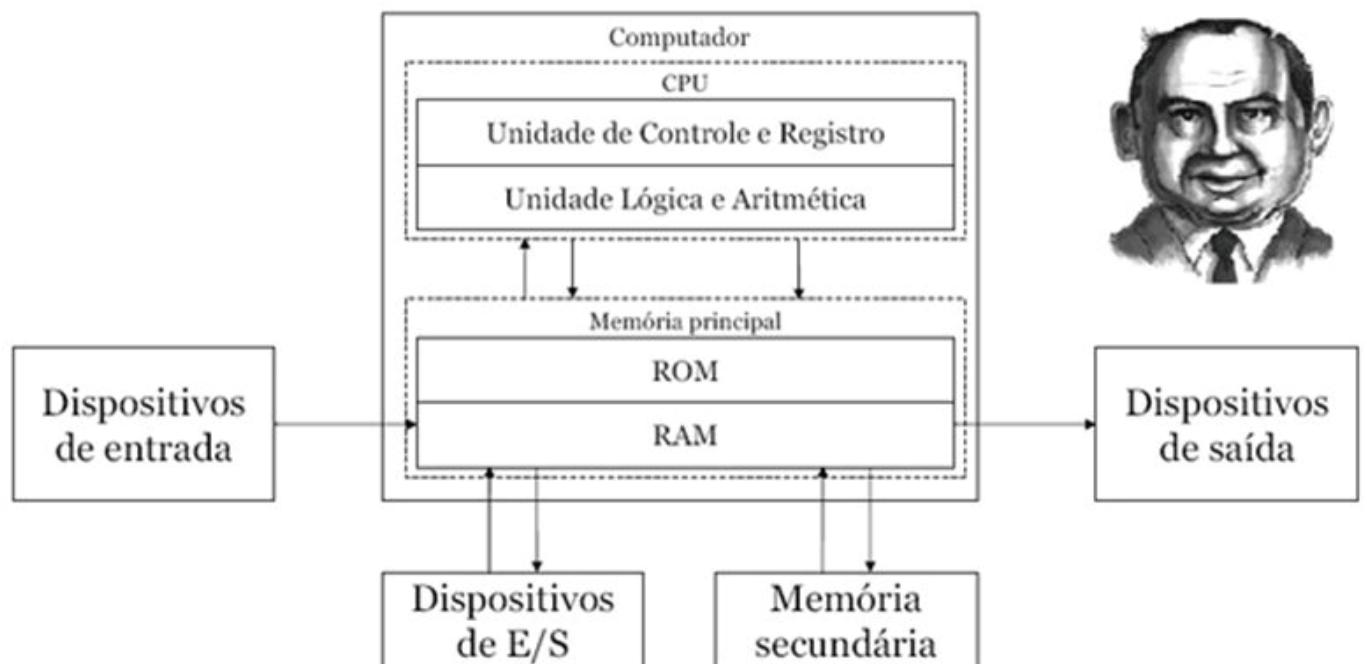 Computador
CPU
Unidade de Controle e Registro
Unidade Lógica e Aritmética
Memória principal
ROM
RAM
Dispositivos
de entrada
Dispositivos
de saída
Dispositivos
de E/S
Memória
secundária